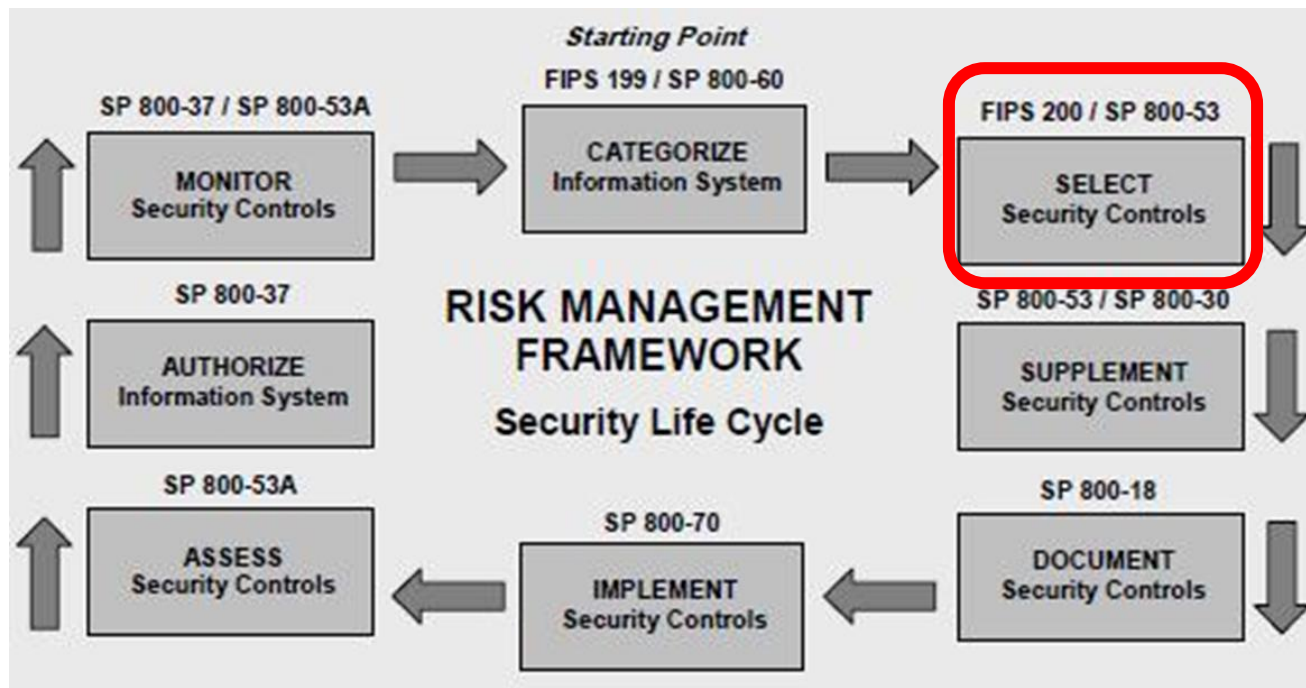 Starting Point
FIPS 199 / SP 800-60
CATEGORIZE
Information System
FIPS 200 / SP 800-53
SELECT
Security Controls
SP 800-53 / SP 800-30
SUPPLEMENT
Security Controls
SP 800-18
DOCUMENT
Security Controls
SP 800-70
IMPLEMENT
Security Controls
SP 800-53A
ASSESS
Security Controls
SP 800-37
AUTHORIZE
Information System
SP 800-37 / SP 800-53A
MONITOR
Security Controls
RISK MANAGEMENT
FRAMEWORK
Security Life Cycle